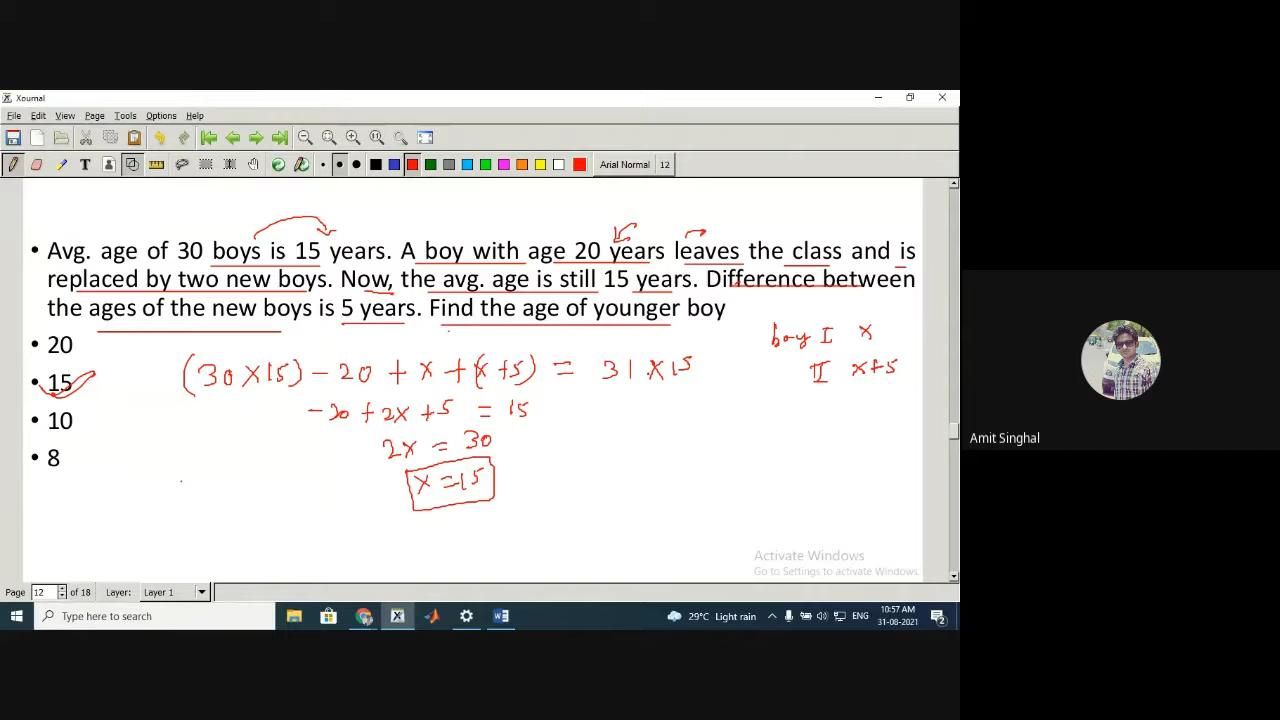 Xournal
File Edit View Page Tools Options Help
Arial Normal 12
• Avg. age of 30 boys is 15 years. A boy with age 20 years leaves the class and is
replaced by two new boys. Now, the avg. age is still 15 years. Difference between
the ages of the new boys is 5 years. Find the age of younger boy
boy I x
• 20
II x+5
(30×15) - 20 + x + (x+5) = 31×15
• 15
-20 + 2x + 5 = 15
• 10
2x = 30
• 8
x = 15
Amit Singhal
Activate Windows
Go to Settings to activate Windows.
Page 12 of 18 Layer: Layer 1
Type here to search
29°C Light rain
ENG
10:57 AM
31-08-2021
2